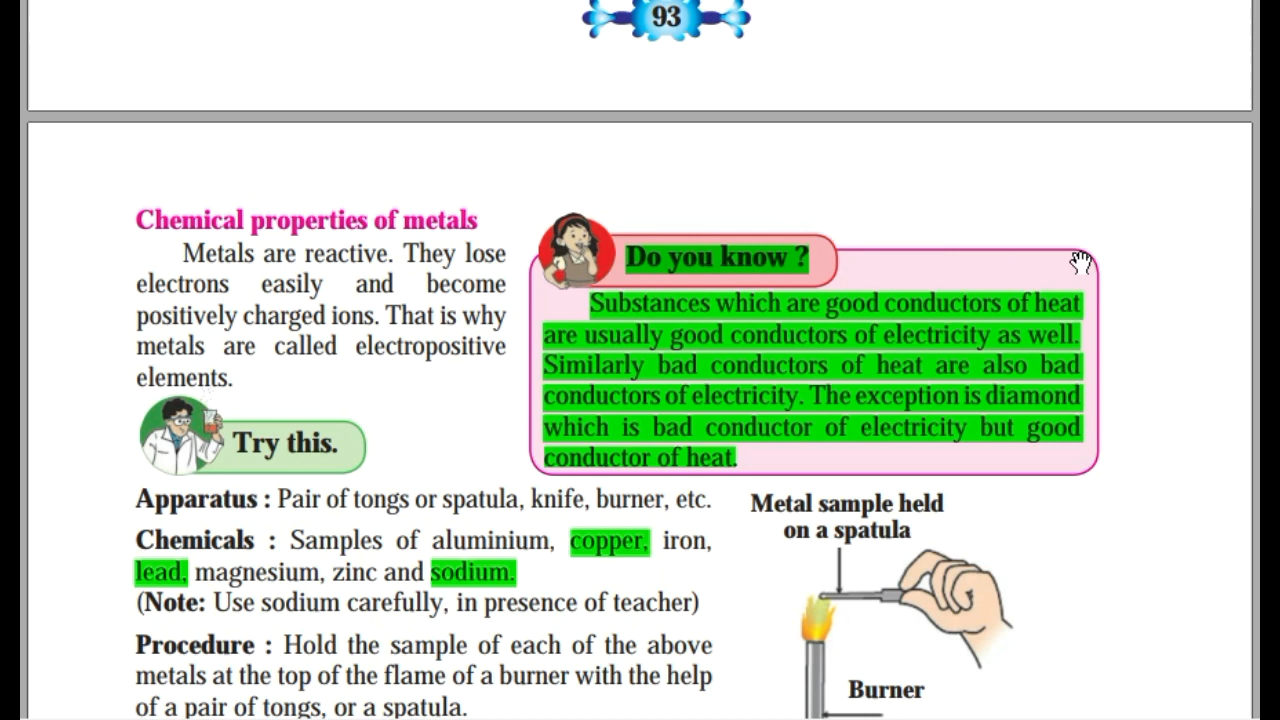 93
Chemical properties of metals
Metals are reactive. They lose
electrons easily and become
positively charged ions. That is why
metals are called electropositive
elements.
Do you know ?
Substances which are good conductors of heat
are usually good conductors of electricity as well.
Similarly bad conductors of heat are also bad
conductors of electricity. The exception is diamond
which is bad conductor of electricity but good
conductor of heat.
Try this.
Apparatus : Pair of tongs or spatula, knife, burner, etc.
Chemicals : Samples of aluminium, copper, iron,
lead, magnesium, zinc and sodium.
(Note: Use sodium carefully, in presence of teacher)
Procedure : Hold the sample of each of the above
metals at the top of the flame of a burner with the help
of a pair of tongs, or a spatula.
Metal sample held
on a spatula
Burner